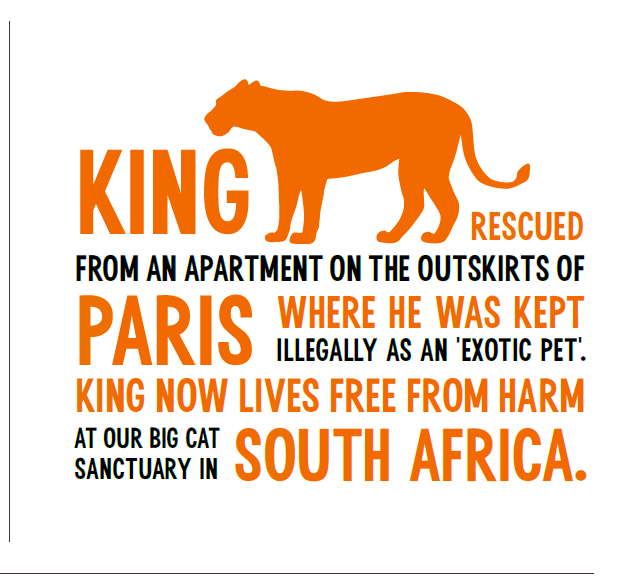 KING
RESCUED
FROM AN APARTMENT ON THE OUTSKIRTS OF
PARIS WHERE HE WAS KEPT
ILLEGALLY AS AN 'EXOTIC PET'.
KING NOW LIVES FREE FROM HARM
AT OUR BIG CAT
SANCTUARY IN SOUTH AFRICA.